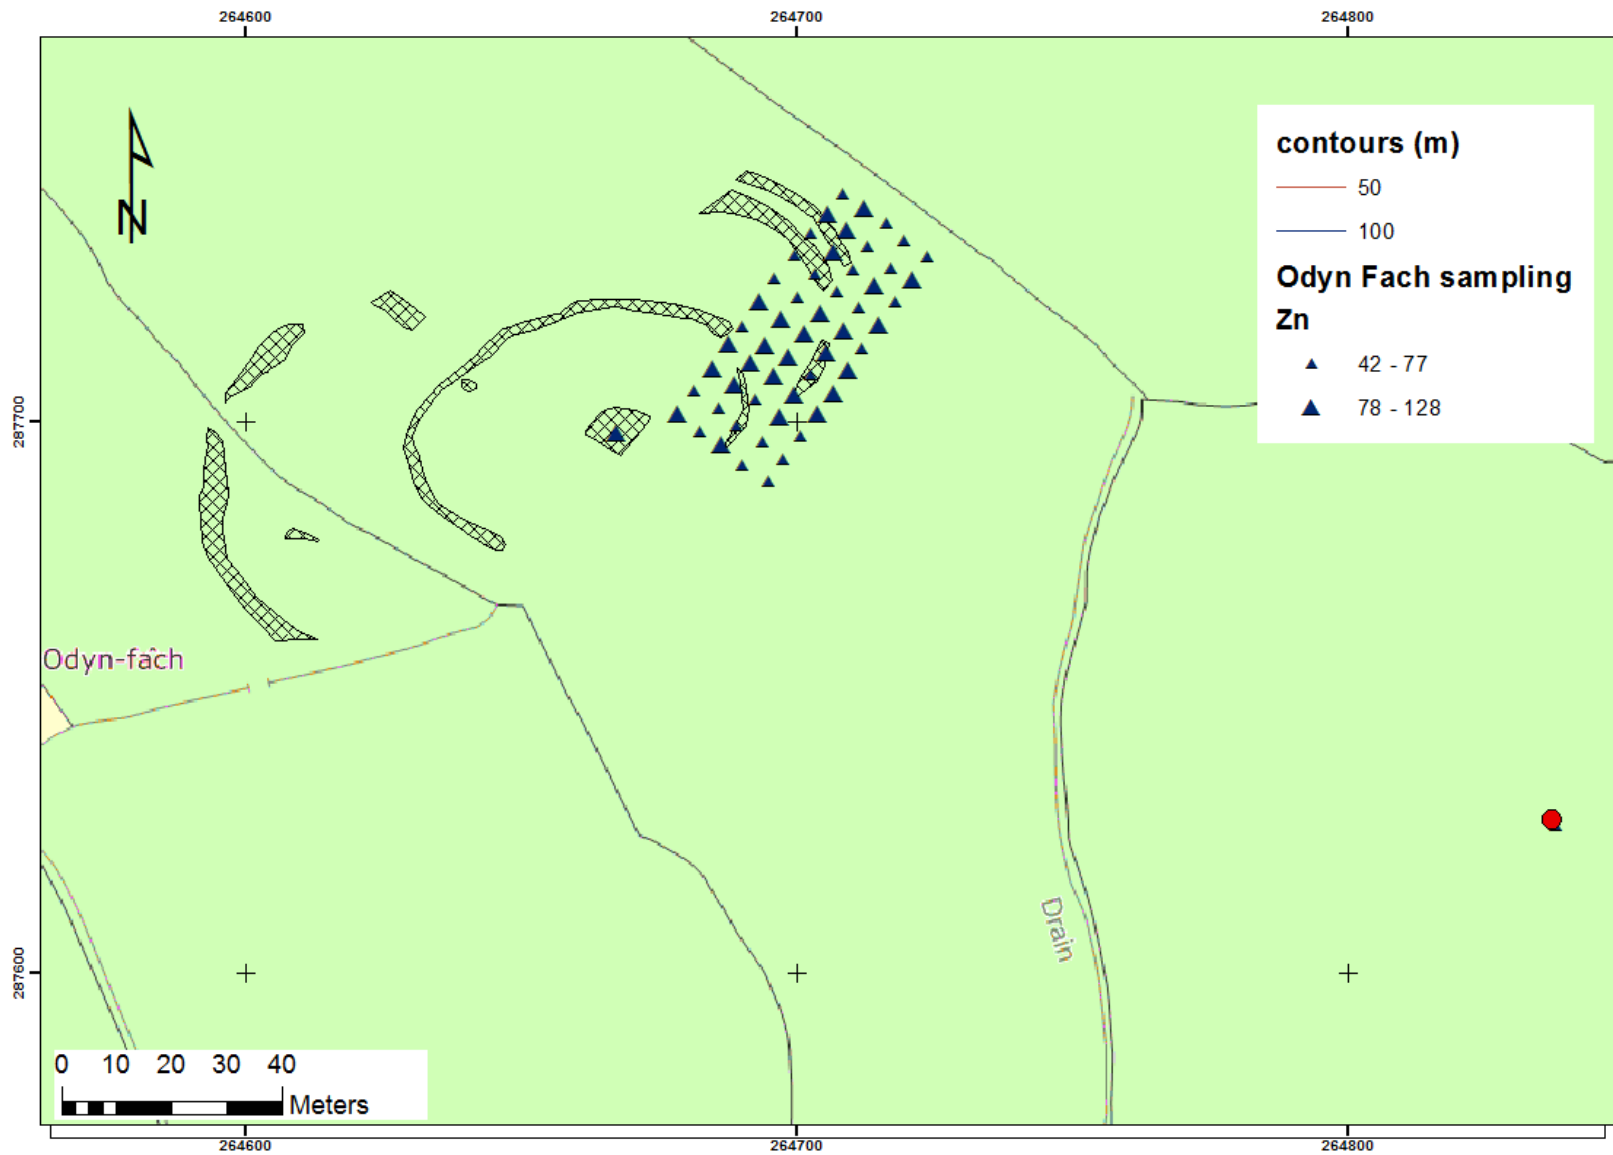 264600 264700 264800
N
contours (m)
50
100
Odyn Fach sampling
Zn
42 - 77
78 - 128
287700
Odyn-fach
Drain
287600
0 10 20 30 40
Meters
264600 264700 264800